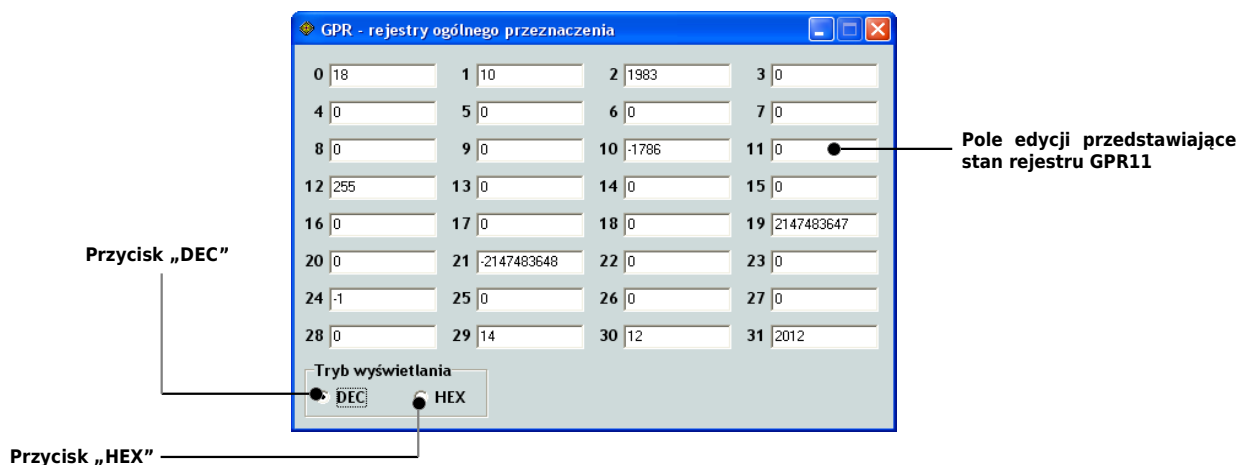 GPR - rejestry ogólnego przeznaczenia
0 18 1 10 2 1983 3 0
4 0 5 0 6 0 7 0
8 0 9 0 10 -1786 11 0
Pole edycji przedstawiające
stan rejestru GPR11
12 255 13 0 14 0 15 0
16 0 17 0 18 0 19 2147483647
Przycisk „DEC”
20 0 21 -2147483648 22 0 23 0
24 -1 25 0 26 0 27 0
28 0 29 14 30 12 31 2012
Tryb wyświetlania
DEC HEX
Przycisk „HEX”